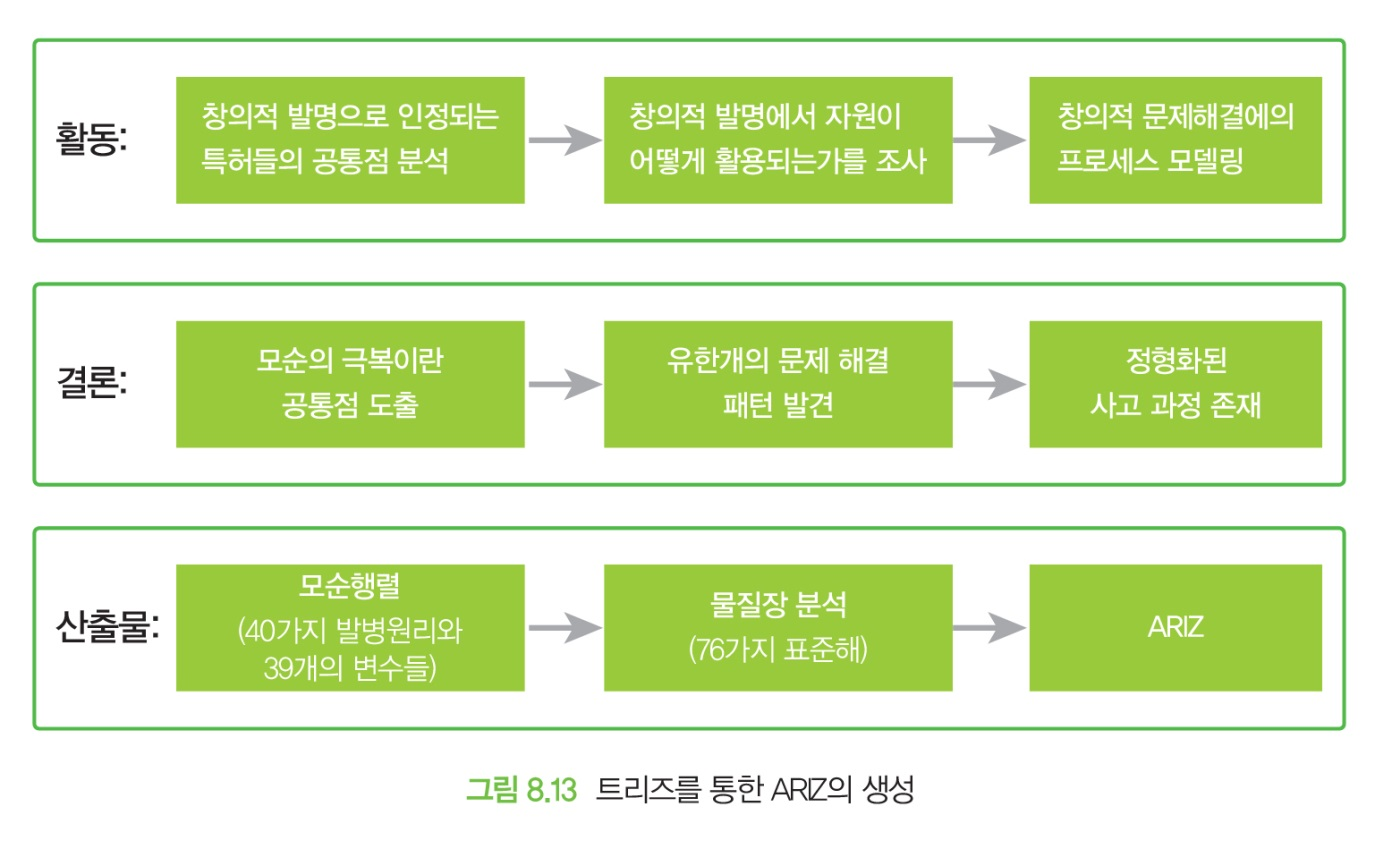 활동:
창의적 발명으로 인정되는
특허들의 공통점 분석
창의적 발명에서 자원이
어떻게 활용되는가를 조사
창의적 문제해결에의
프로세스 모델링
결론:
모순의 극복이란
공통점 도출
유한개의 문제 해결
패턴 발견
정형화된
사고 과정 존재
산출물:
모순행렬
(40가지 발병원리와
39개의 변수들)
물질장 분석
(76가지 표준해)
ARIZ
그림 8.13 트리즈를 통한 ARIZ의 생성